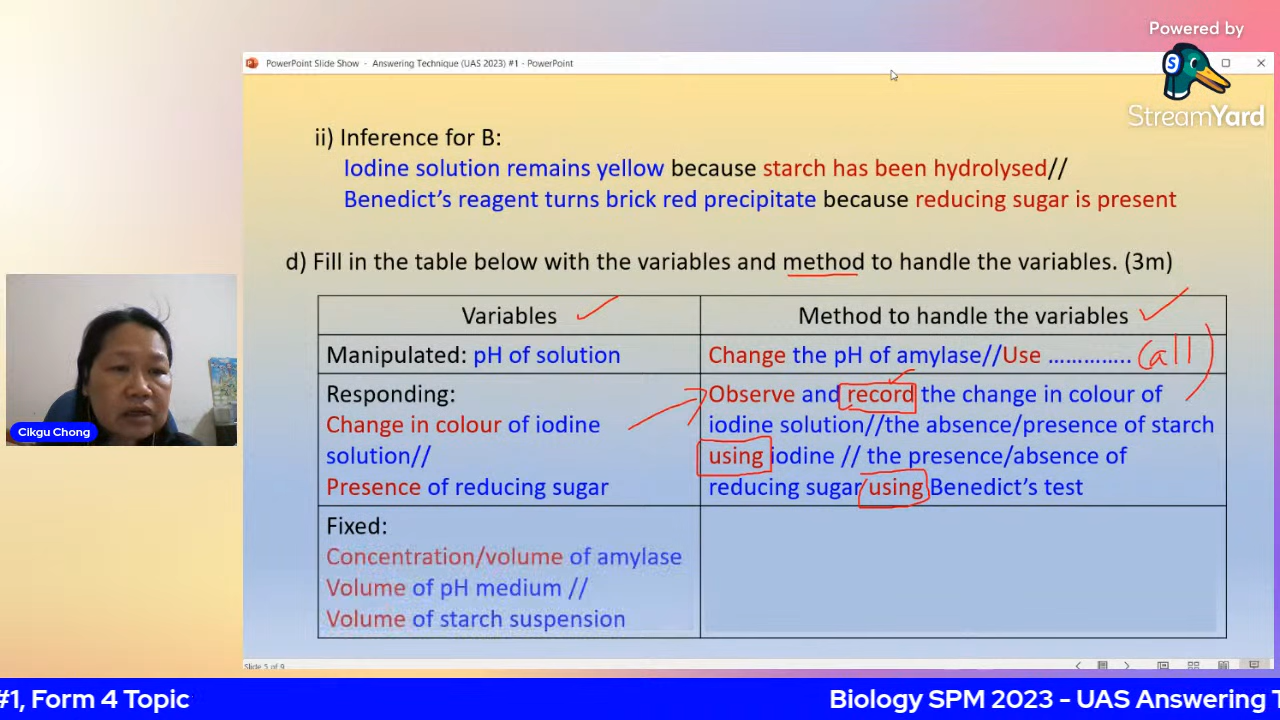 Powered by
StreamYard
PowerPoint Slide Show - Answering Technique (UAS 2023) #1 - PowerPoint
ii) Inference for B:
Iodine solution remains yellow because starch has been hydrolysed//
Benedict’s reagent turns brick red precipitate because reducing sugar is present
d) Fill in the table below with the variables and method to handle the variables. (3m)
Variables
Method to handle the variables
Manipulated: pH of solution
Change the pH of amylase//Use ………….. (all)
Responding:
Change in colour of iodine
solution//
Presence of reducing sugar
Observe and record the change in colour of
iodine solution//the absence/presence of starch
using iodine // the presence/absence of
reducing sugar using Benedict’s test
Fixed:
Concentration/volume of amylase
Volume of pH medium //
Volume of starch suspension
Cikgu Chong
Slide 5 of 9
#1, Form 4 Topic
Biology SPM 2023 - UAS Answering T